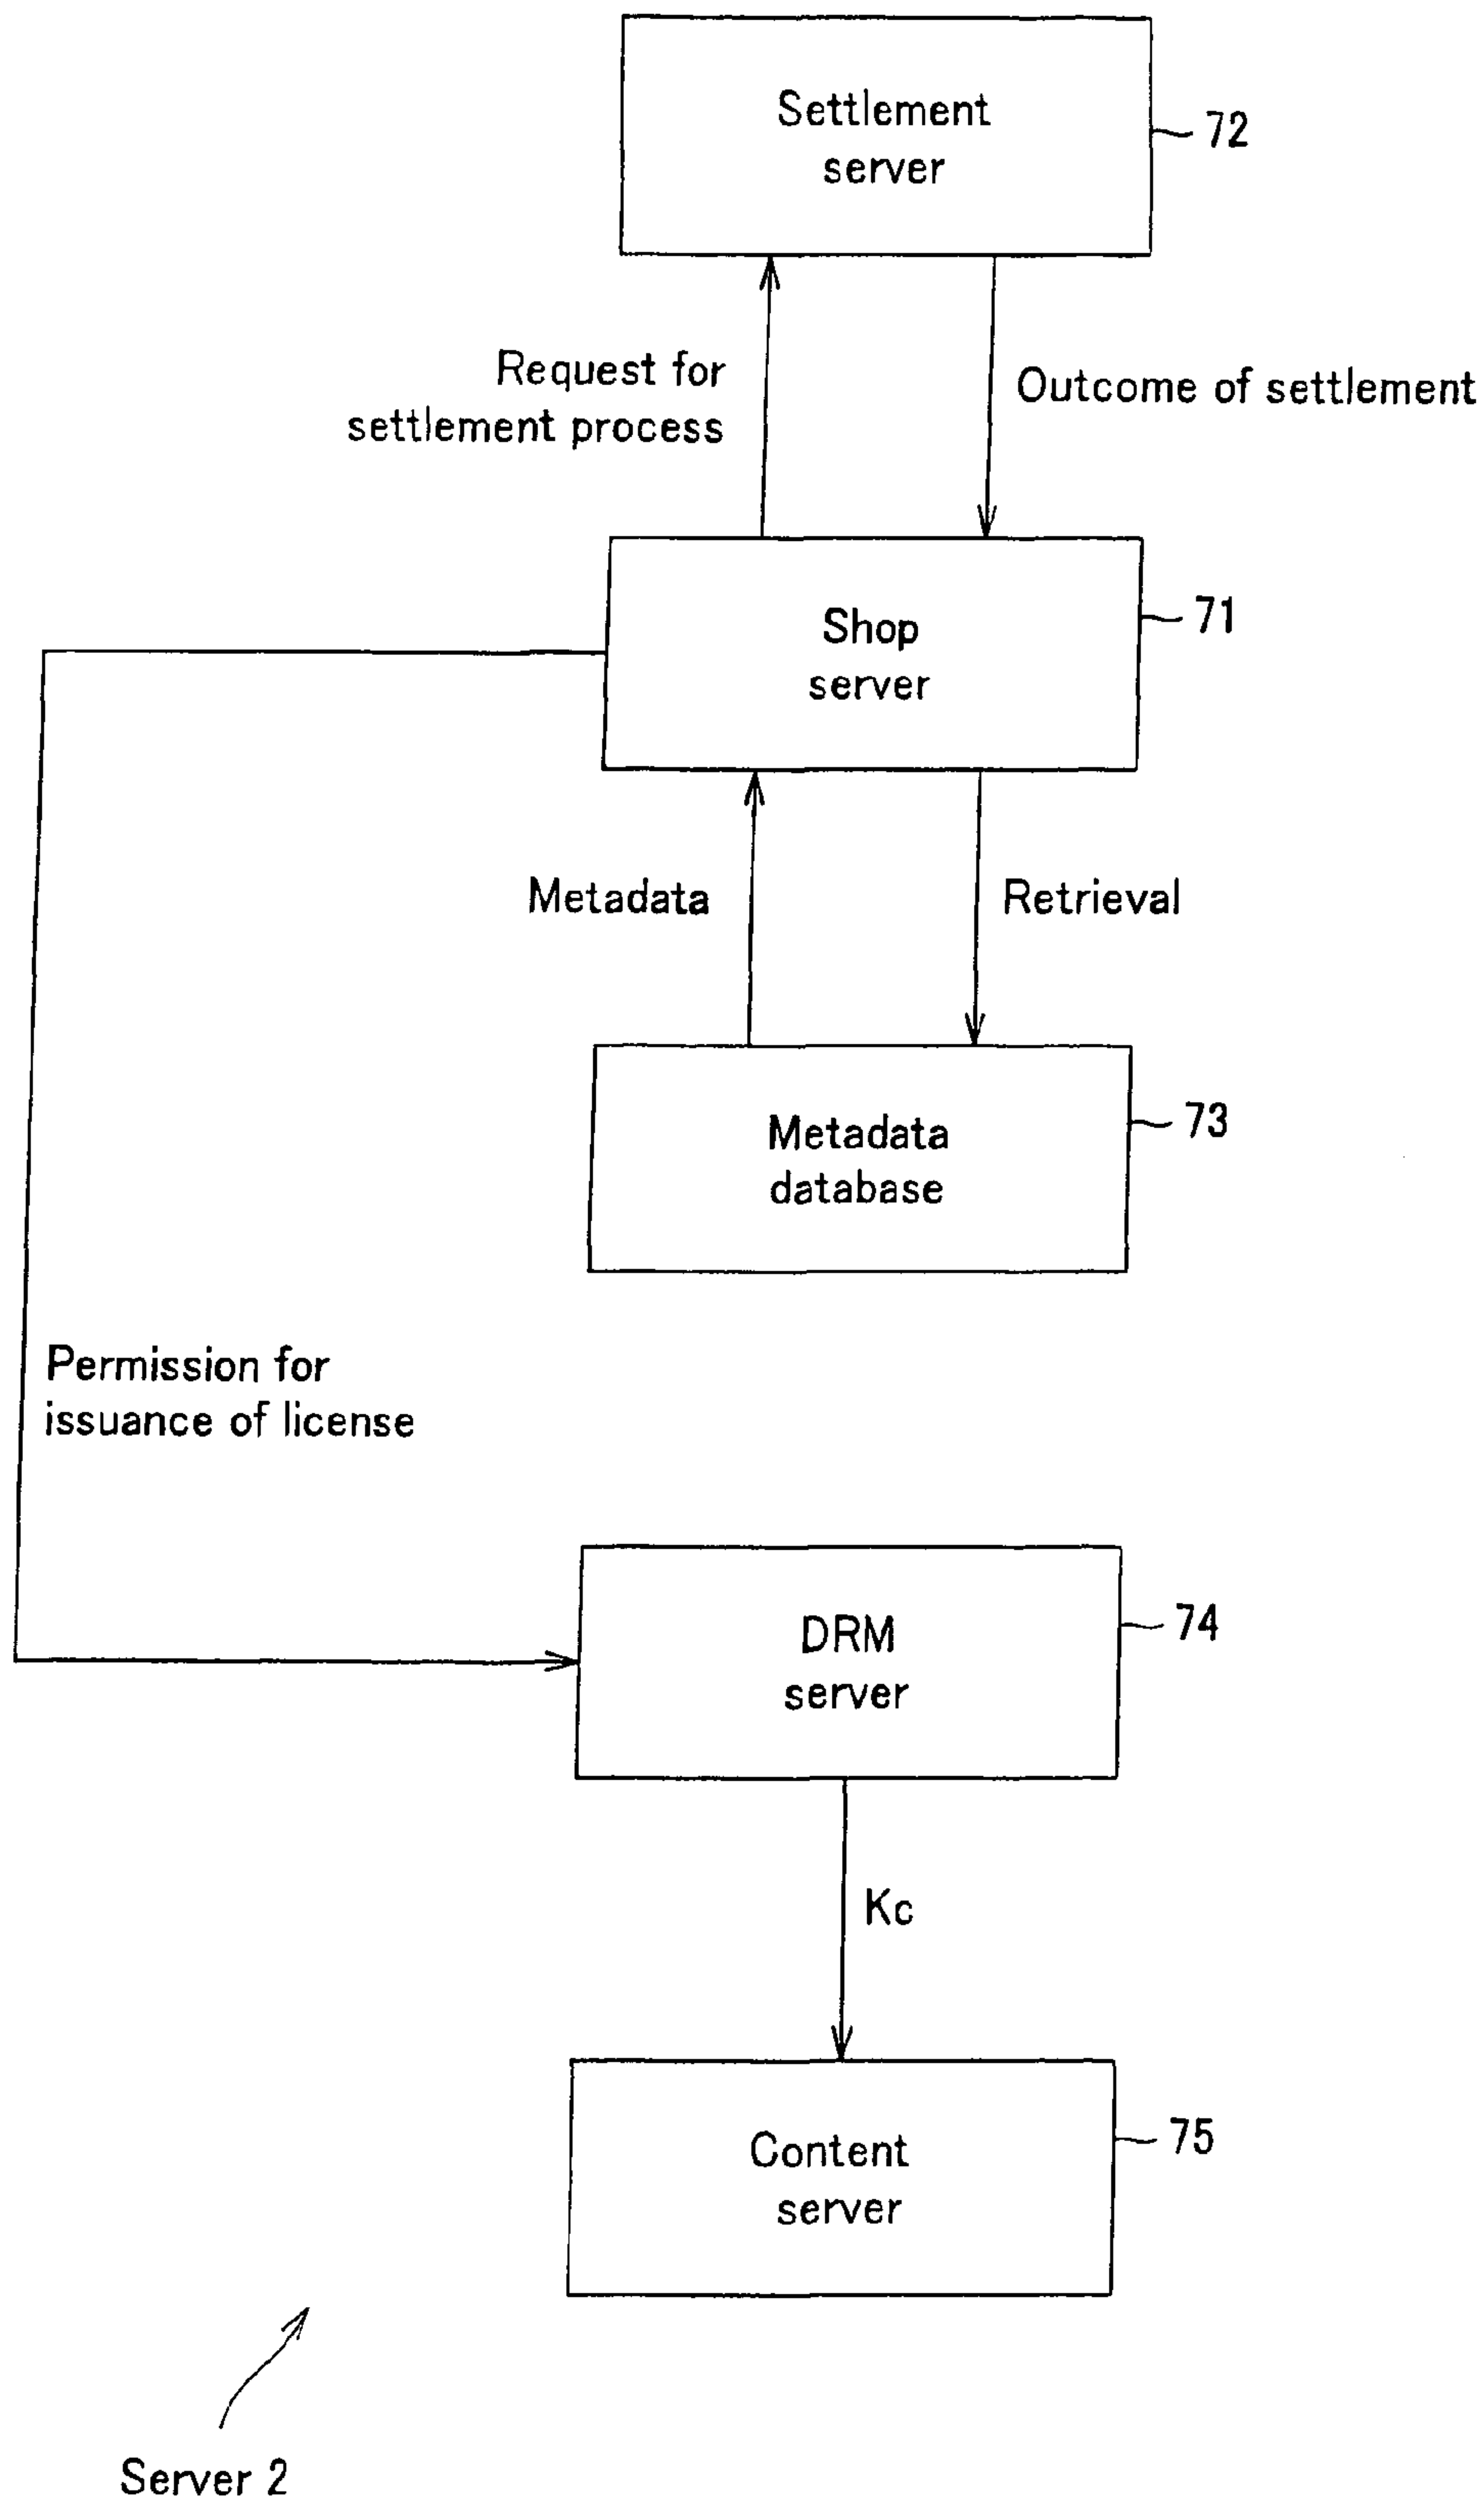 Settlement
server
72
Request for
settlement process
Outcome of settlement
Shop
server
71
Metadata
Retrieval
Metadata
database
73
Permission for
issuance of license
DRM
server
74
Kc
Content
server
75
Server 2